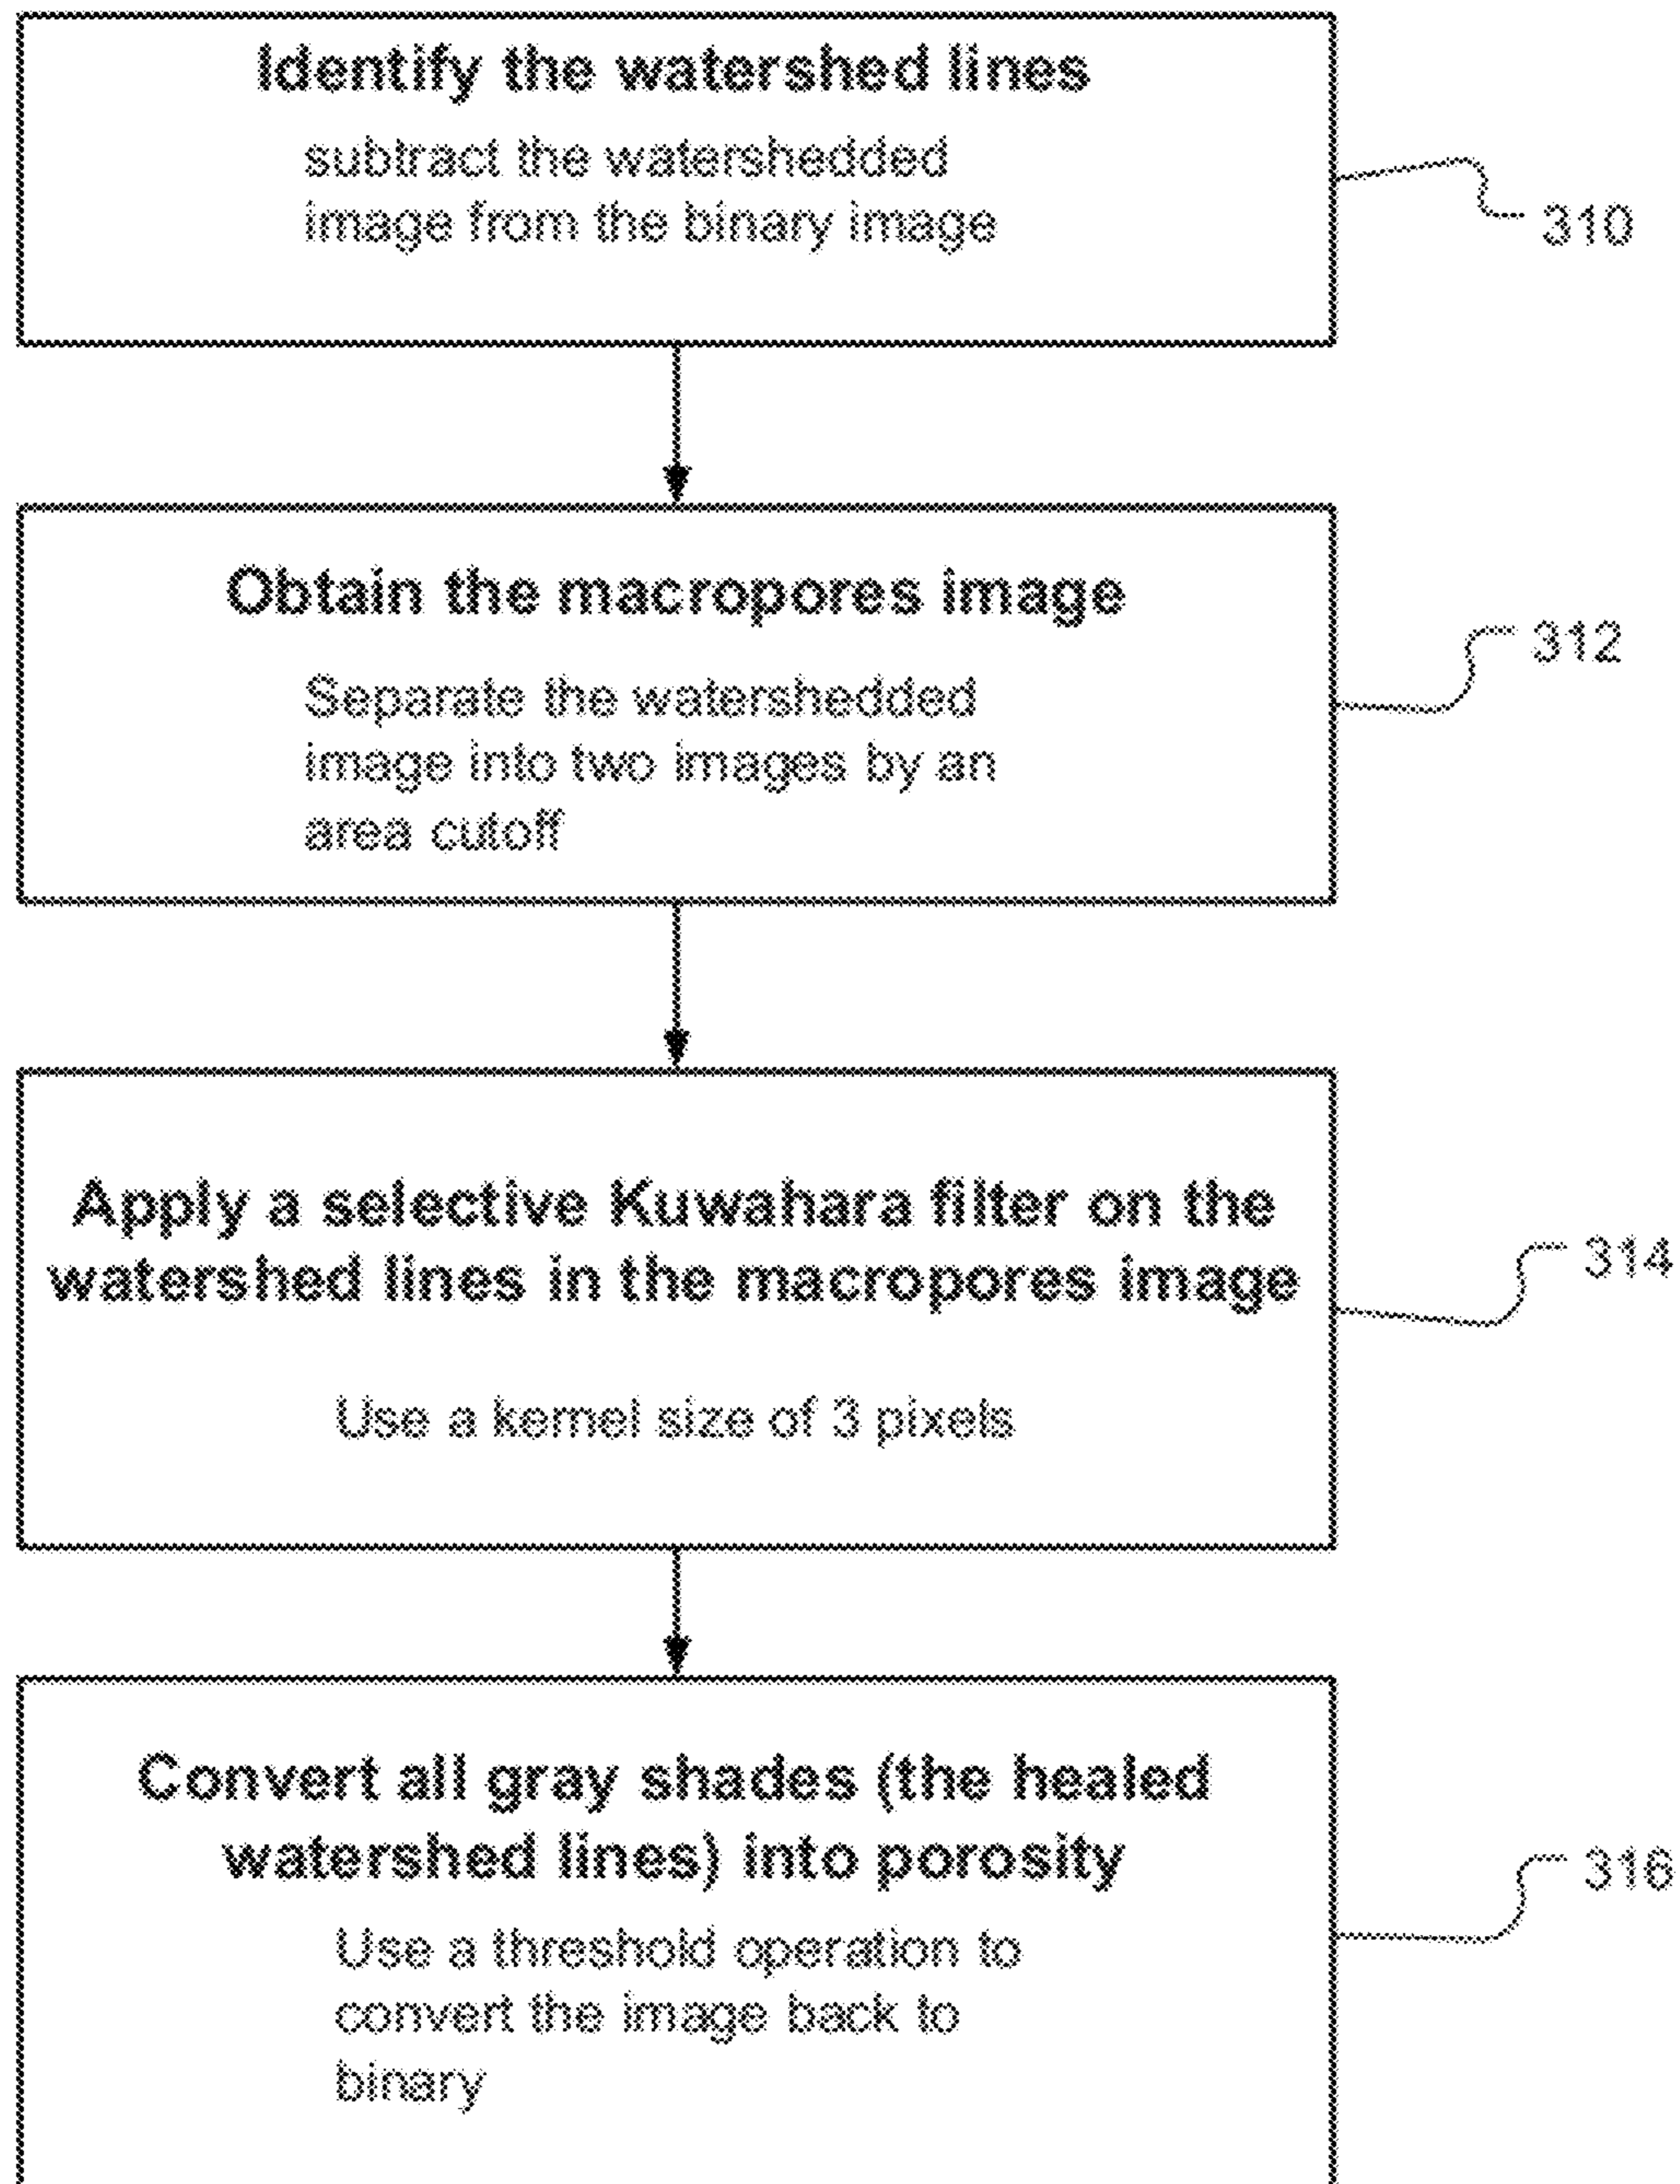 Identify the watershed lines
subtract the watershedded
image from the binary image
310
Obtain the macropores image
312
Separate the watershedded
image into two images by an
area cutoff
Apply a selective Kuwahara filter on the
watershed lines in the macropores image
314
Use a kernel size of 3 pixels
Convert all gray shades (the healed
watershed lines) into porosity
316
Use a threshold operation to
convert the image back to
binary